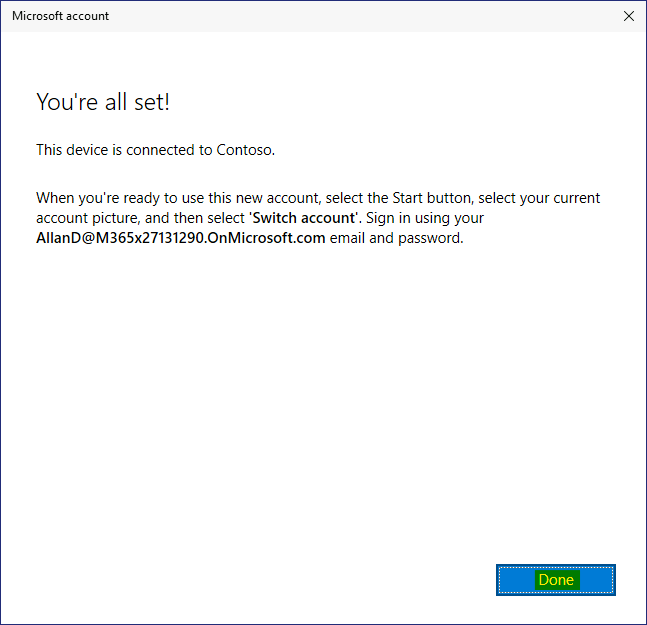 Microsoft account
You're all set!
This device is connected to Contoso.
When you're ready to use this new account, select the Start button, select your current
account picture, and then select 'Switch account'. Sign in using your
AllanD@M365x27131290.OnMicrosoft.com email and password.
Done